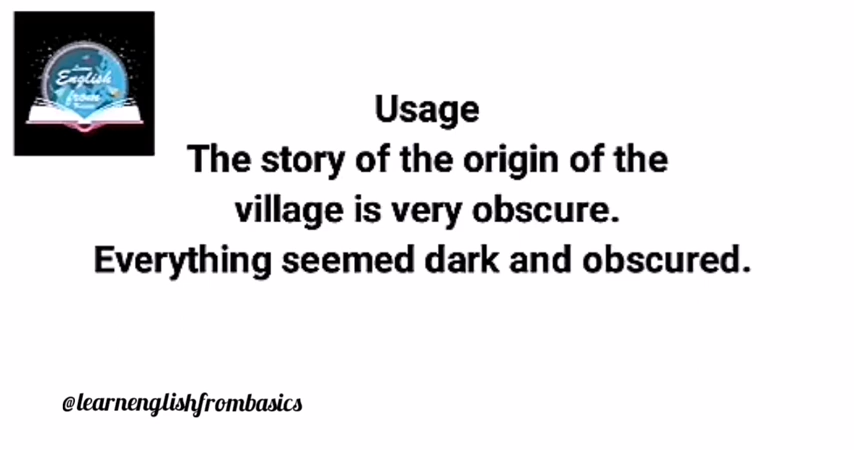 English
from
Usage
The story of the origin of the
village is very obscure.
Everything seemed dark and obscured.
@learnenglishfrombasics